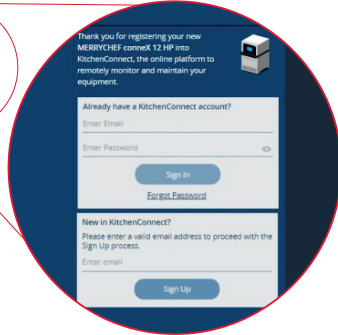 Thank you for registering your new
MERRYCHEF conneX 12 HP into
KitchenConnect, the online platform to
remotely monitor and maintain your
equipment.
Already have a KitchenConnect account?
Enter Email
Enter Password
Sign In
Forgot Password
New in KitchenConnect?
Please enter a valid email address to proceed with the
Sign Up process.
Enter email
Sign Up